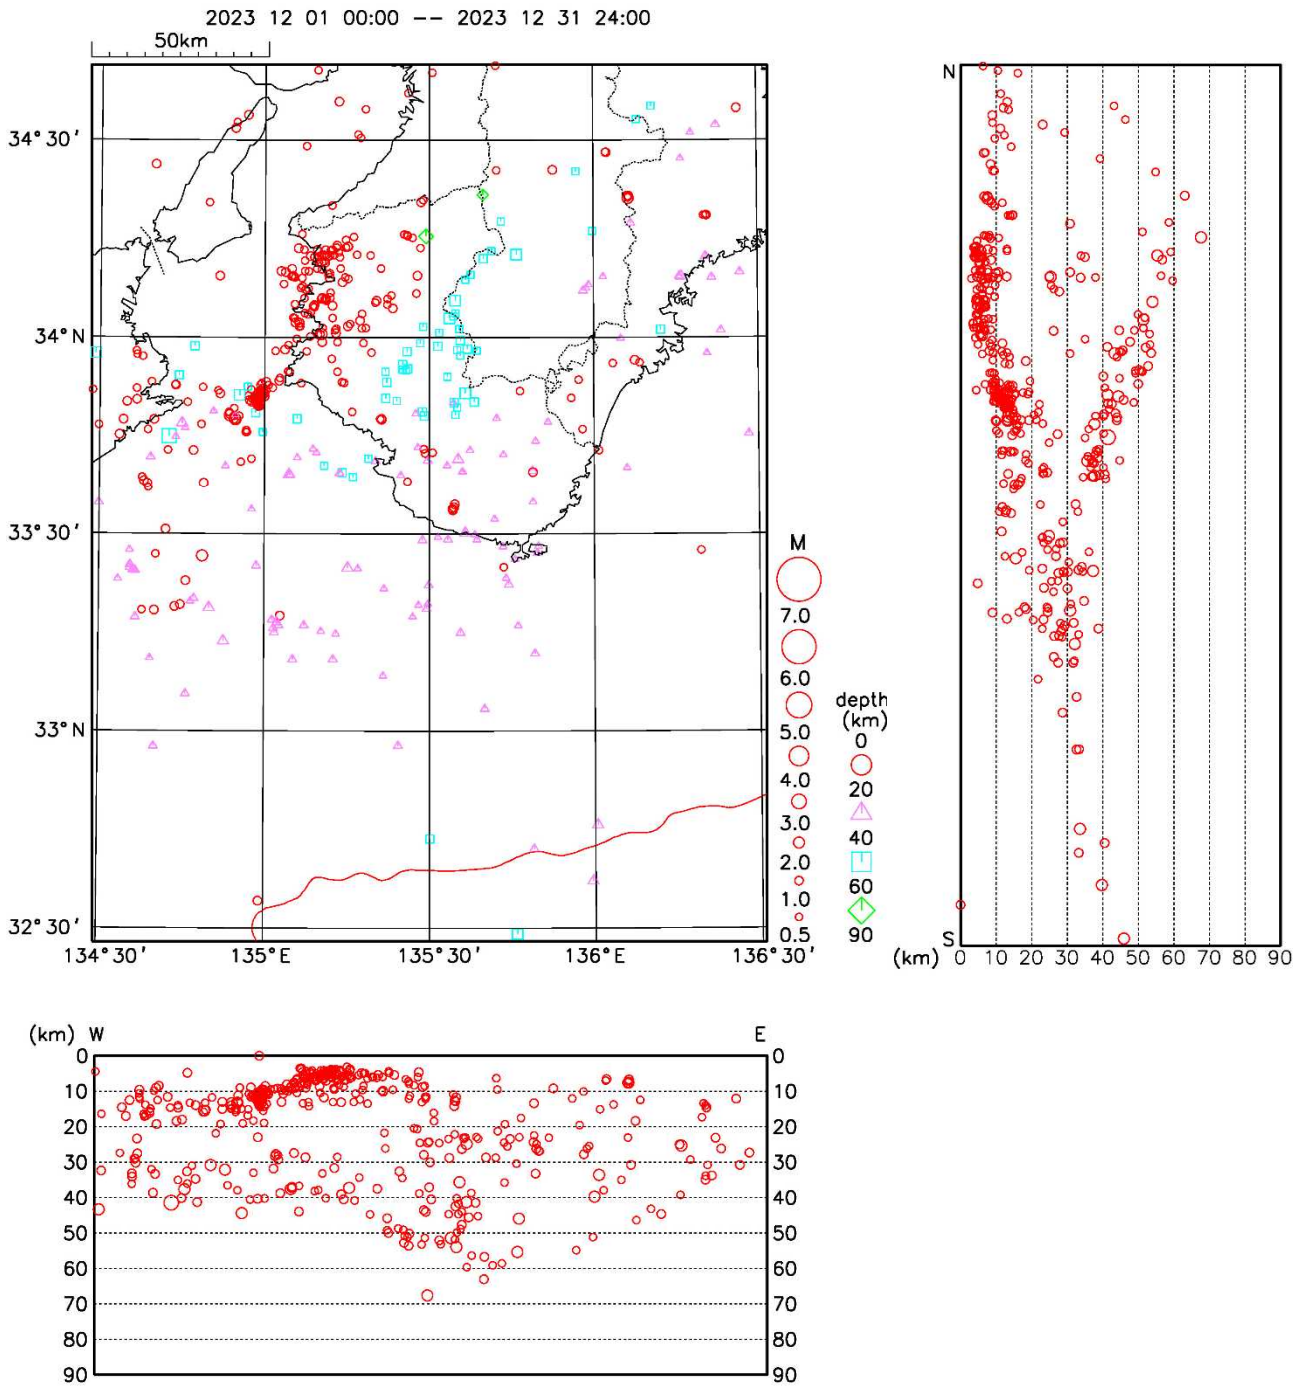 2023 12 01 00:00 -- 2023 12 31 24:00
50km
34°30′
34°N
33°30′
33°N
32°30′
134°30′
135°E
135°30′
136°E
136°30′
M
7.0
6.0
5.0
4.0
3.0
2.0
1.0
0.5
depth
(km)
0
20
40
60
90
N
S
(km)
0 10 20 30 40 50 60 70 80 90
(km) W
E
0 0
10 10
20 20
30 30
40 40
50 50
60 60
70 70
80 80
90 90